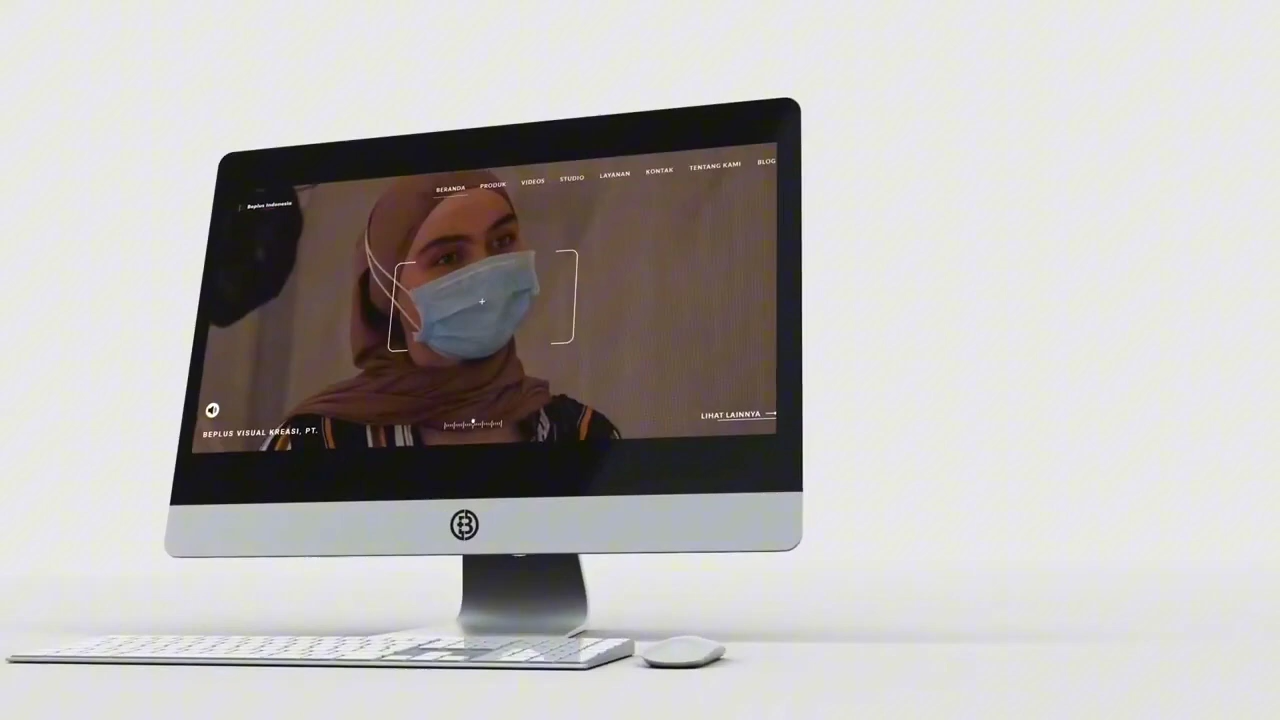 BERANDA PRODUK VIDEOS STUDIO LAYANAN KONTAK TENTANG KAMI BLOG
Beplus Indonesia
LIHAT LAINNYA
BEPLUS VISUAL KREASI, PT.